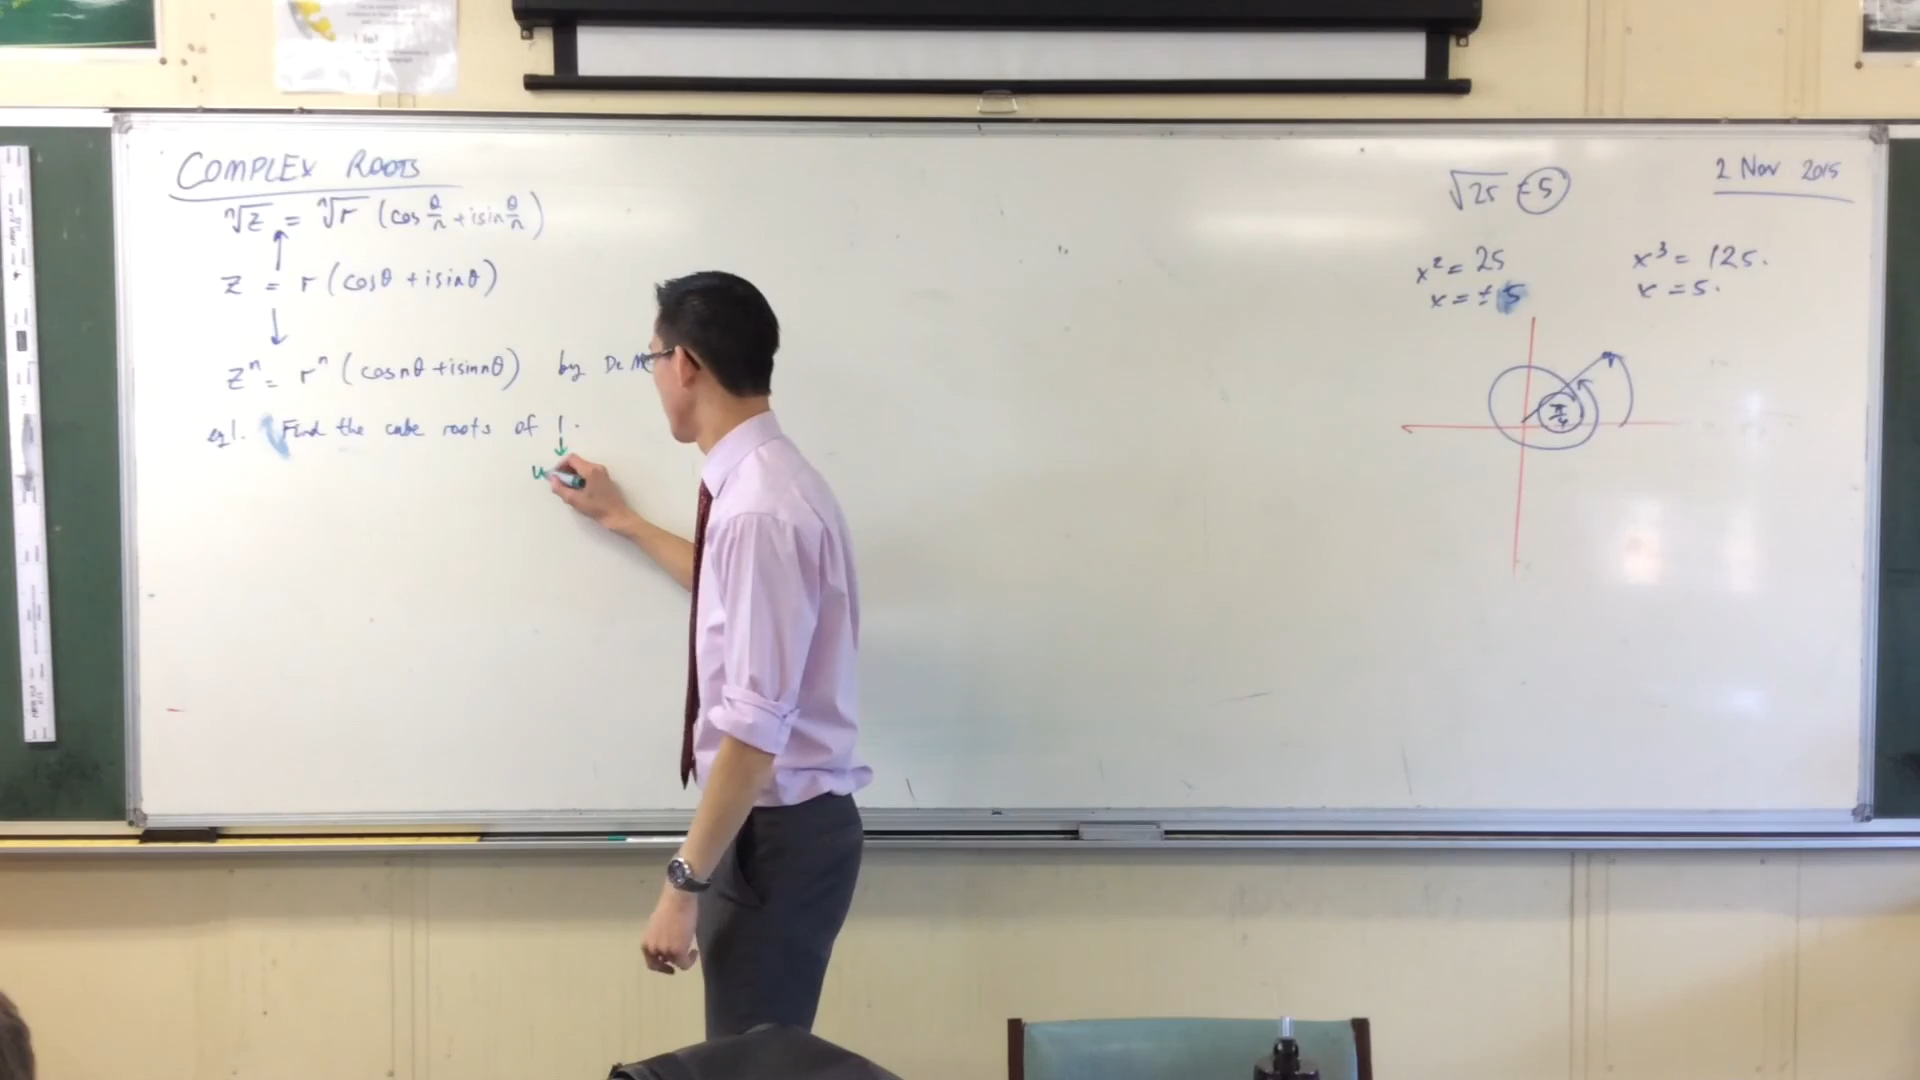 COMPLEX ROOTS
ⁿ√z = ⁿ√r (cos θ/n + i sin θ/n)
z = r (cosθ + i sinθ)
zⁿ = rⁿ (cos nθ + i sin nθ) by De M
eg1. Find the cube roots of 1.
√25 = 5
2 Nov 2015
x² = 25
x = ± 5
x³ = 125.
x = 5.
π/4